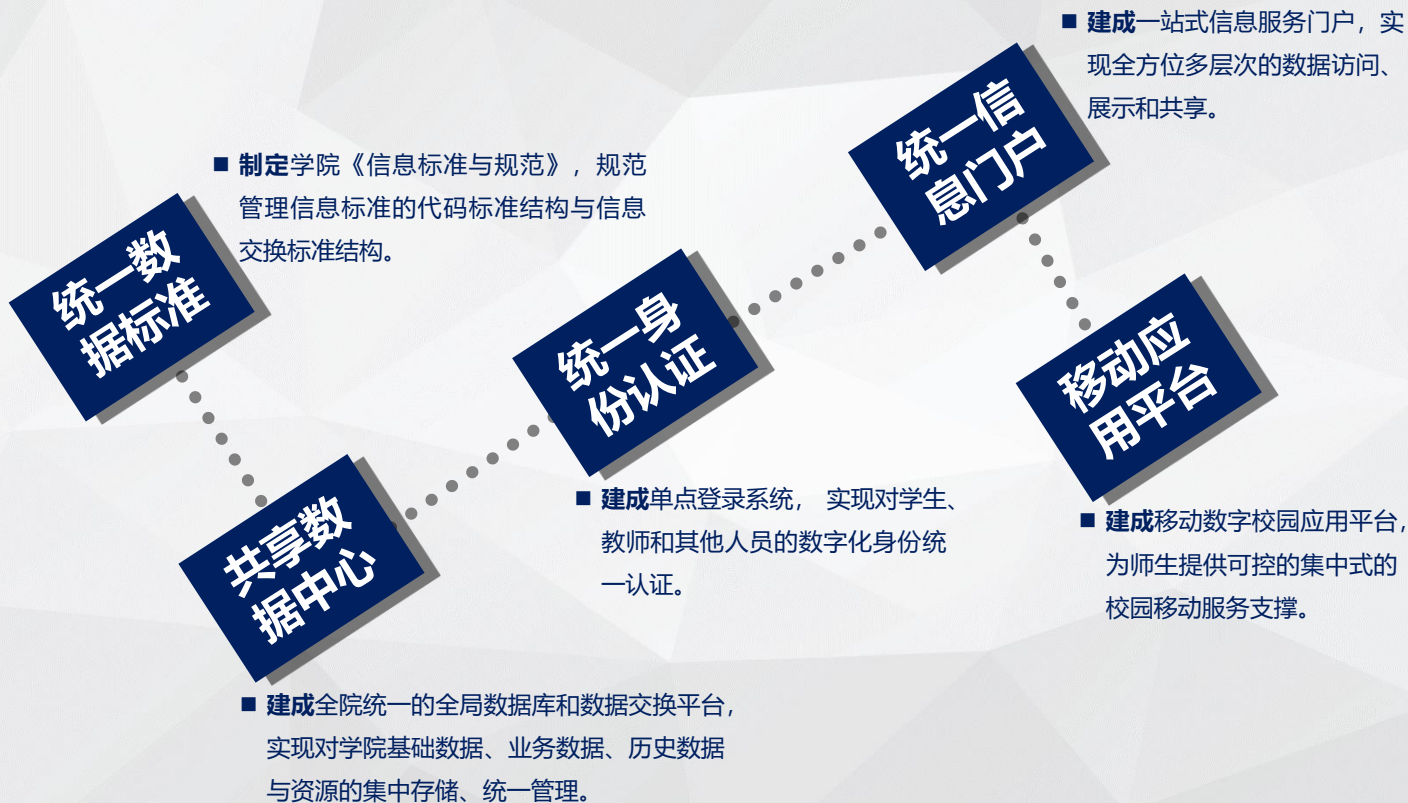 统一数
据标准
■ 制定学院《信息标准与规范》，规范
管理信息标准的代码标准结构与信息
交换标准结构。
共享数
据中心
■ 建成全院统一的全局数据库和数据交换平台，
实现对学院基础数据、业务数据、历史数据
与资源的集中存储、统一管理。
统一身
份认证
■ 建成单点登录系统， 实现对学生、
教师和其他人员的数字化身份统
一认证。
统一信
息门户
■ 建成一站式信息服务门户，实
现全方位多层次的数据访问、
展示和共享。
移动应
用平台
■ 建成移动数字校园应用平台，
为师生提供可控的集中式的
校园移动服务支撑。